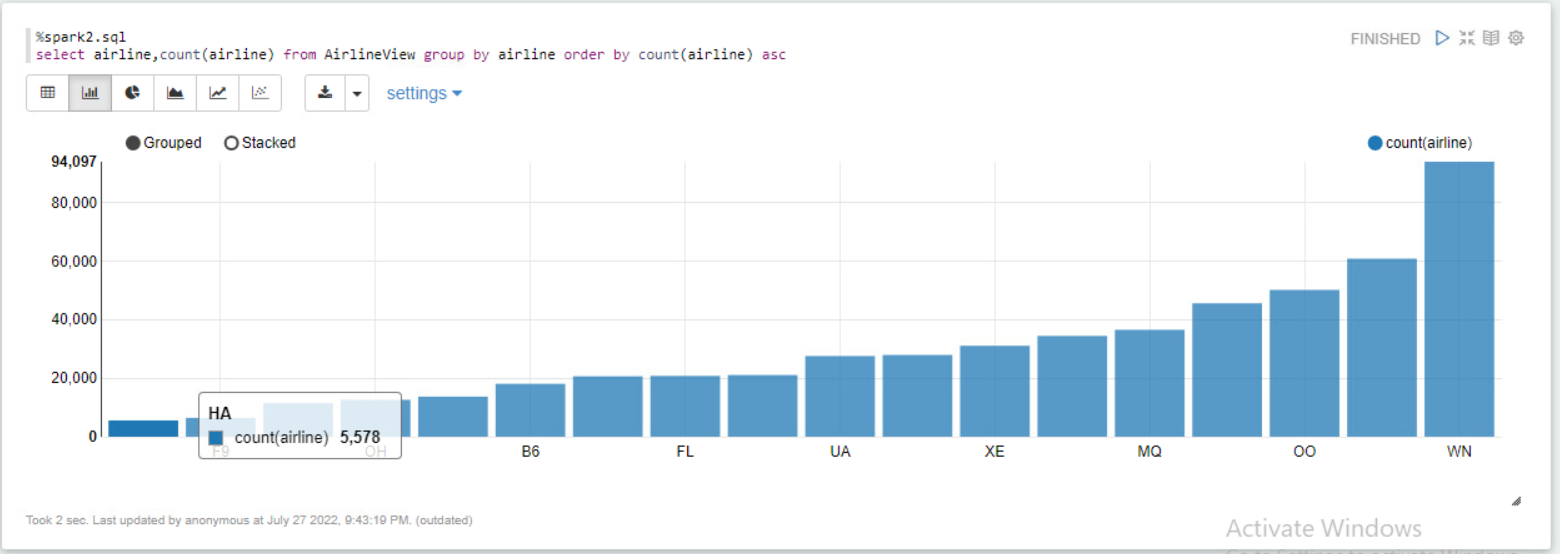 %spark2.sql
select airline,count(airline) from AirlineView group by airline order by count(airline) asc
FINISHED
settings
Grouped Stacked
count(airline)
94,097
80,000
60,000
40,000
20,000
0
HA
count(airline) 5,578
F9 OH B6 FL UA XE MQ OO WN
Took 2 sec. Last updated by anonymous at July 27 2022, 9:43:19 PM. (outdated)
Activate Windows